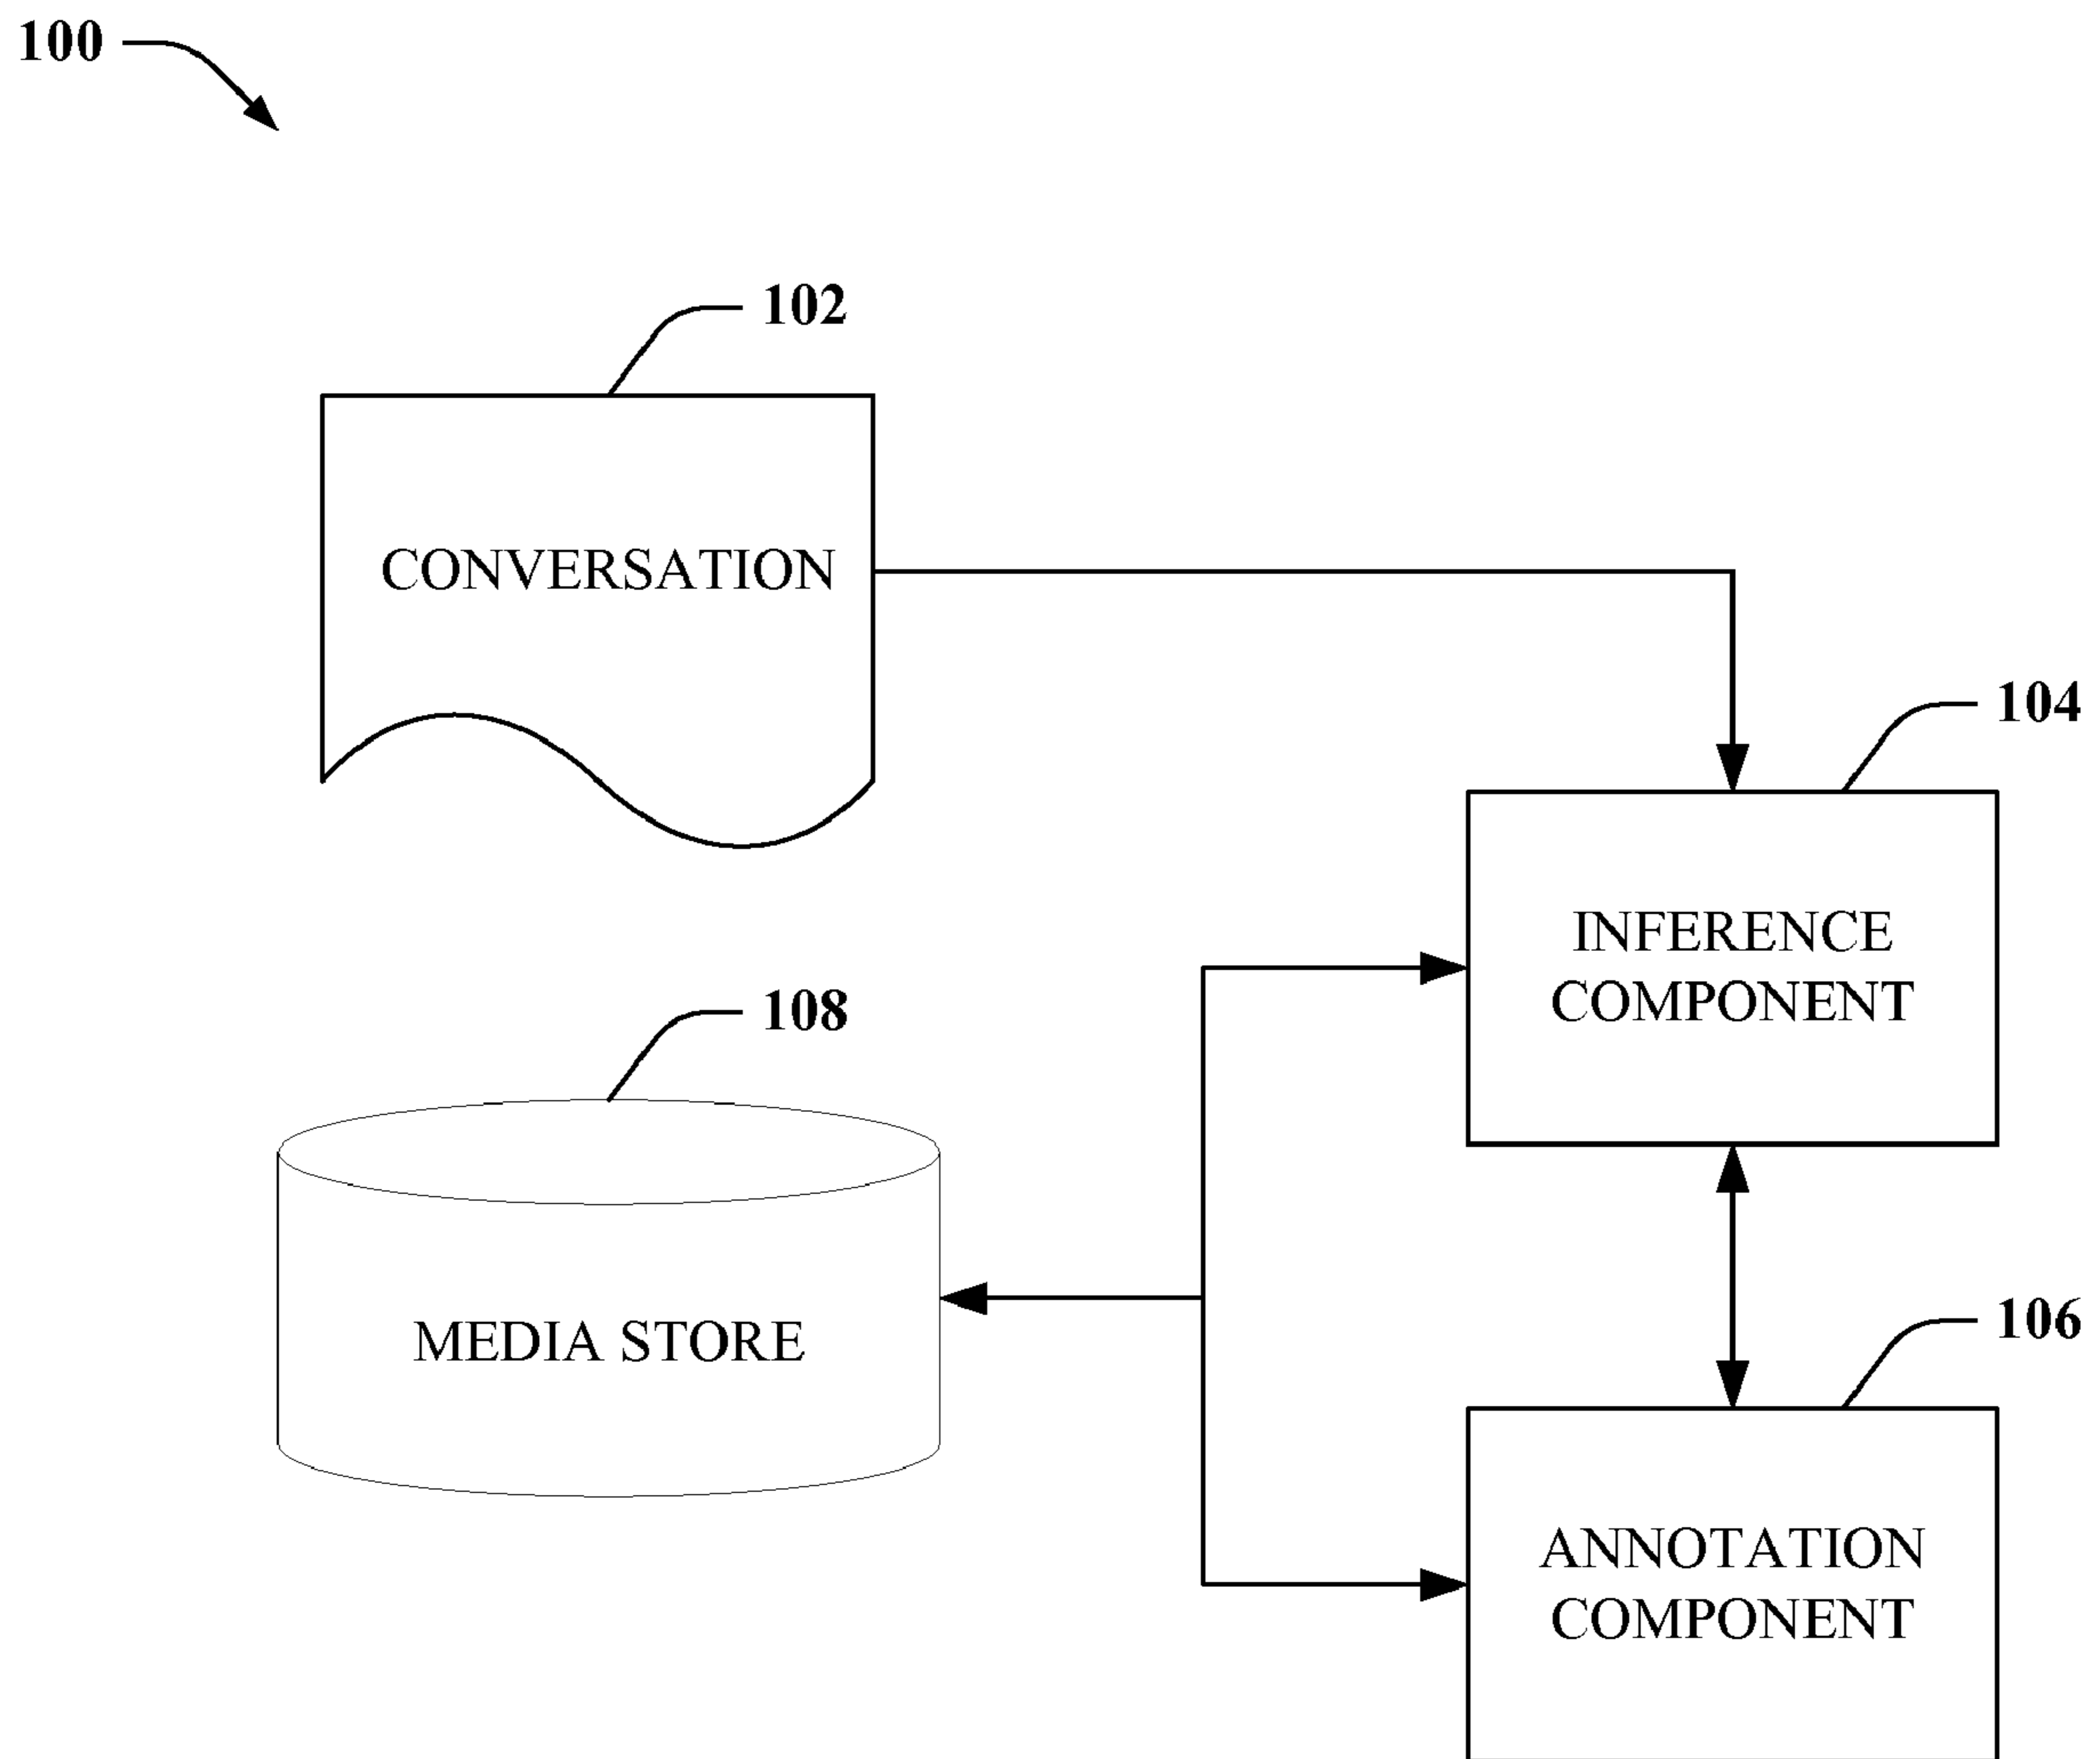 100
102
CONVERSATION
104
INFERENCE
COMPONENT
108
MEDIA STORE
106
ANNOTATION
COMPONENT